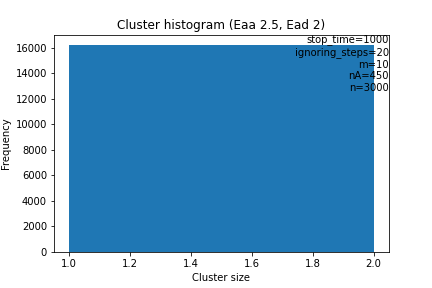 Cluster histogram (Eaa 2.5, Ead 2)
stop_time=1000
ignoring_steps=20
m=10
nA=450
n=3000
16000
14000
12000
10000
8000
6000
4000
2000
0
Frequency
1.0 1.2 1.4 1.6 1.8 2.0
Cluster size